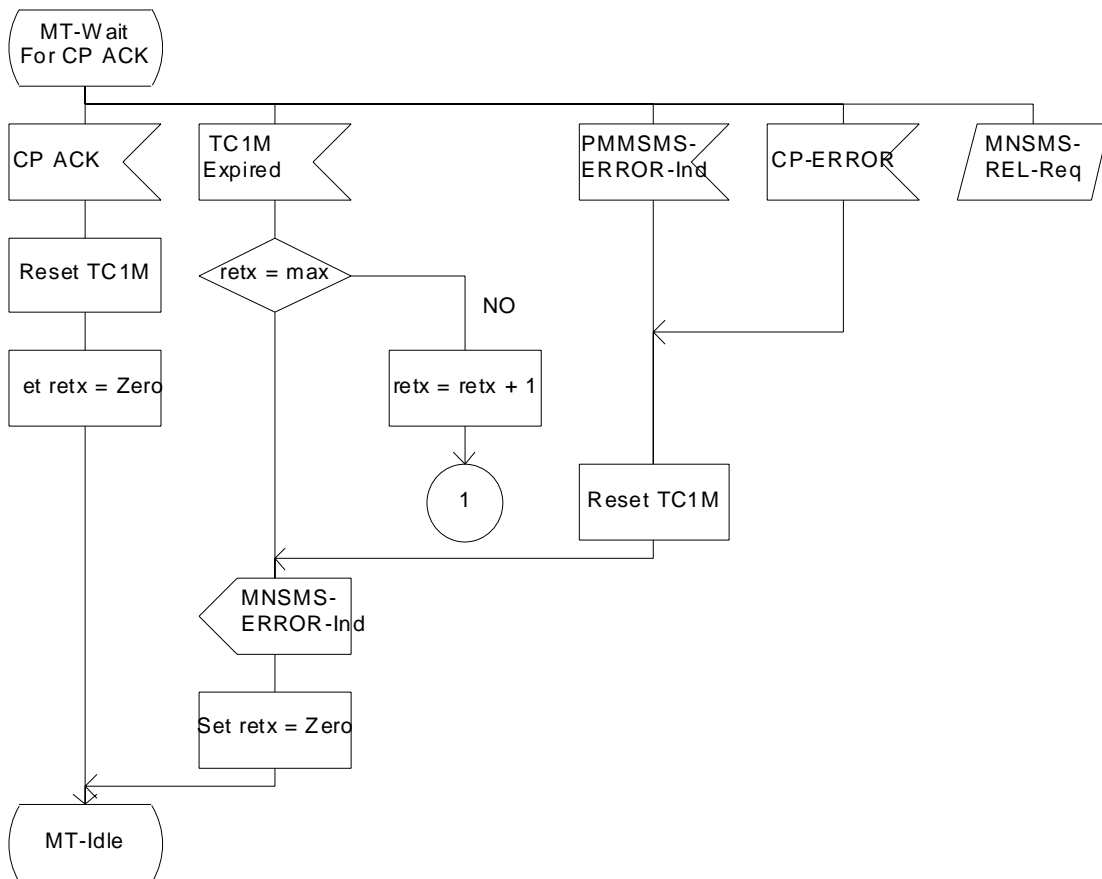 MT-Wait
For CP ACK
CP ACK
TC1M
Expired
PMMSMS-
ERROR-Ind
CP-ERROR
MNSMS-
REL-Req
Reset TC1M
retx = max
NO
et retx = Zero
retx = retx + 1
1
Reset TC1M
MNSMS-
ERROR-Ind
Set retx = Zero
MT-Idle